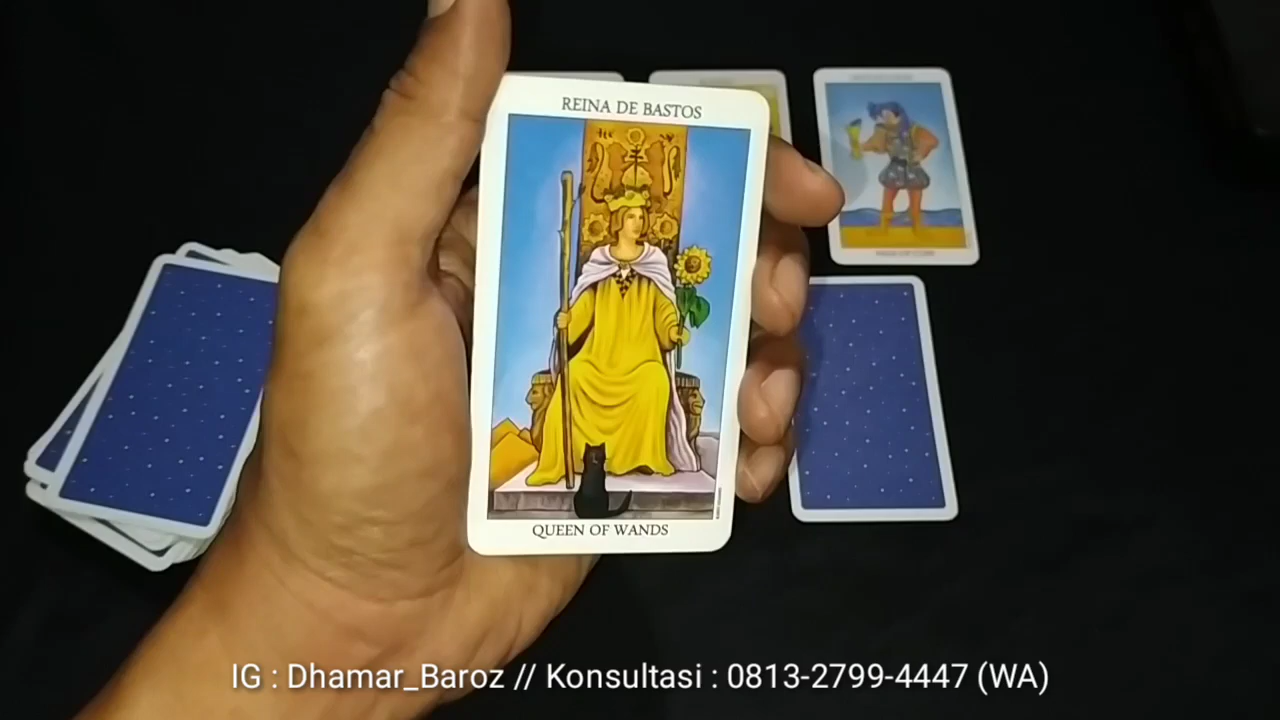 REINA DE BASTOS
QUEEN OF WANDS
IG : Dhamar_Baroz // Konsultasi : 0813-2799-4447 (WA)